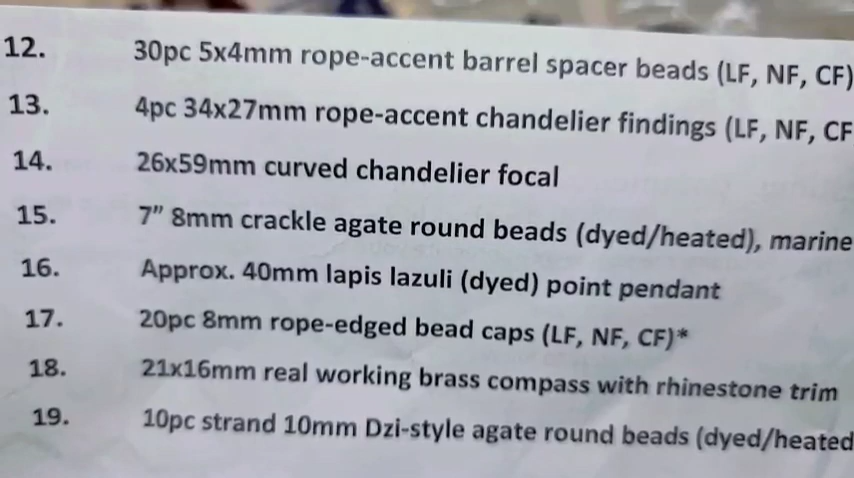 12. 30pc 5x4mm rope-accent barrel spacer beads (LF, NF, CF)
13. 4pc 34x27mm rope-accent chandelier findings (LF, NF, CF
14. 26x59mm curved chandelier focal
15. 7” 8mm crackle agate round beads (dyed/heated), marine
16. Approx. 40mm lapis lazuli (dyed) point pendant
17. 20pc 8mm rope-edged bead caps (LF, NF, CF)*
18. 21x16mm real working brass compass with rhinestone trim
19. 10pc strand 10mm Dzi-style agate round beads (dyed/heated